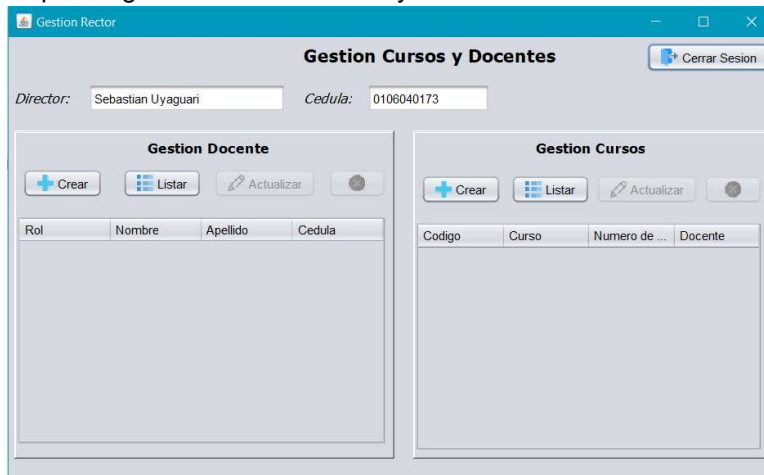 Gestion Rector
Gestion Cursos y Docentes
Cerrar Sesion
Director: Sebastian Uyaguari Cedula: 0106040173
Gestion Docente
Crear Listar Actualizar
Rol Nombre Apellido Cedula
Gestion Cursos
Crear Listar Actualizar
Codigo Curso Numero de ... Docente